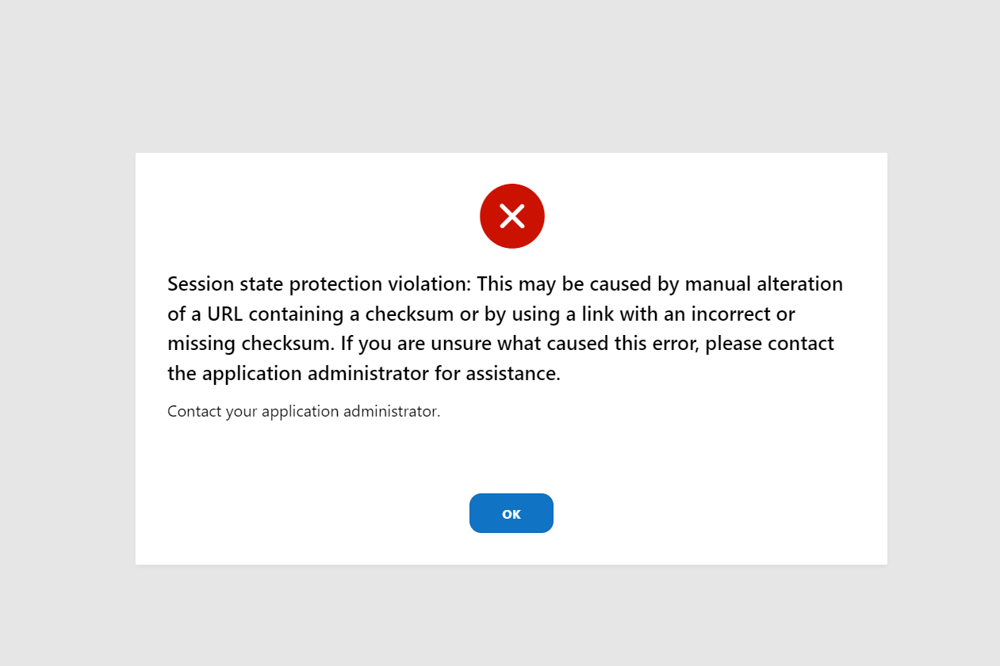 Session state protection violation: This may be caused by manual alteration
of a URL containing a checksum or by using a link with an incorrect or
missing checksum. If you are unsure what caused this error, please contact
the application administrator for assistance.
Contact your application administrator.
OK